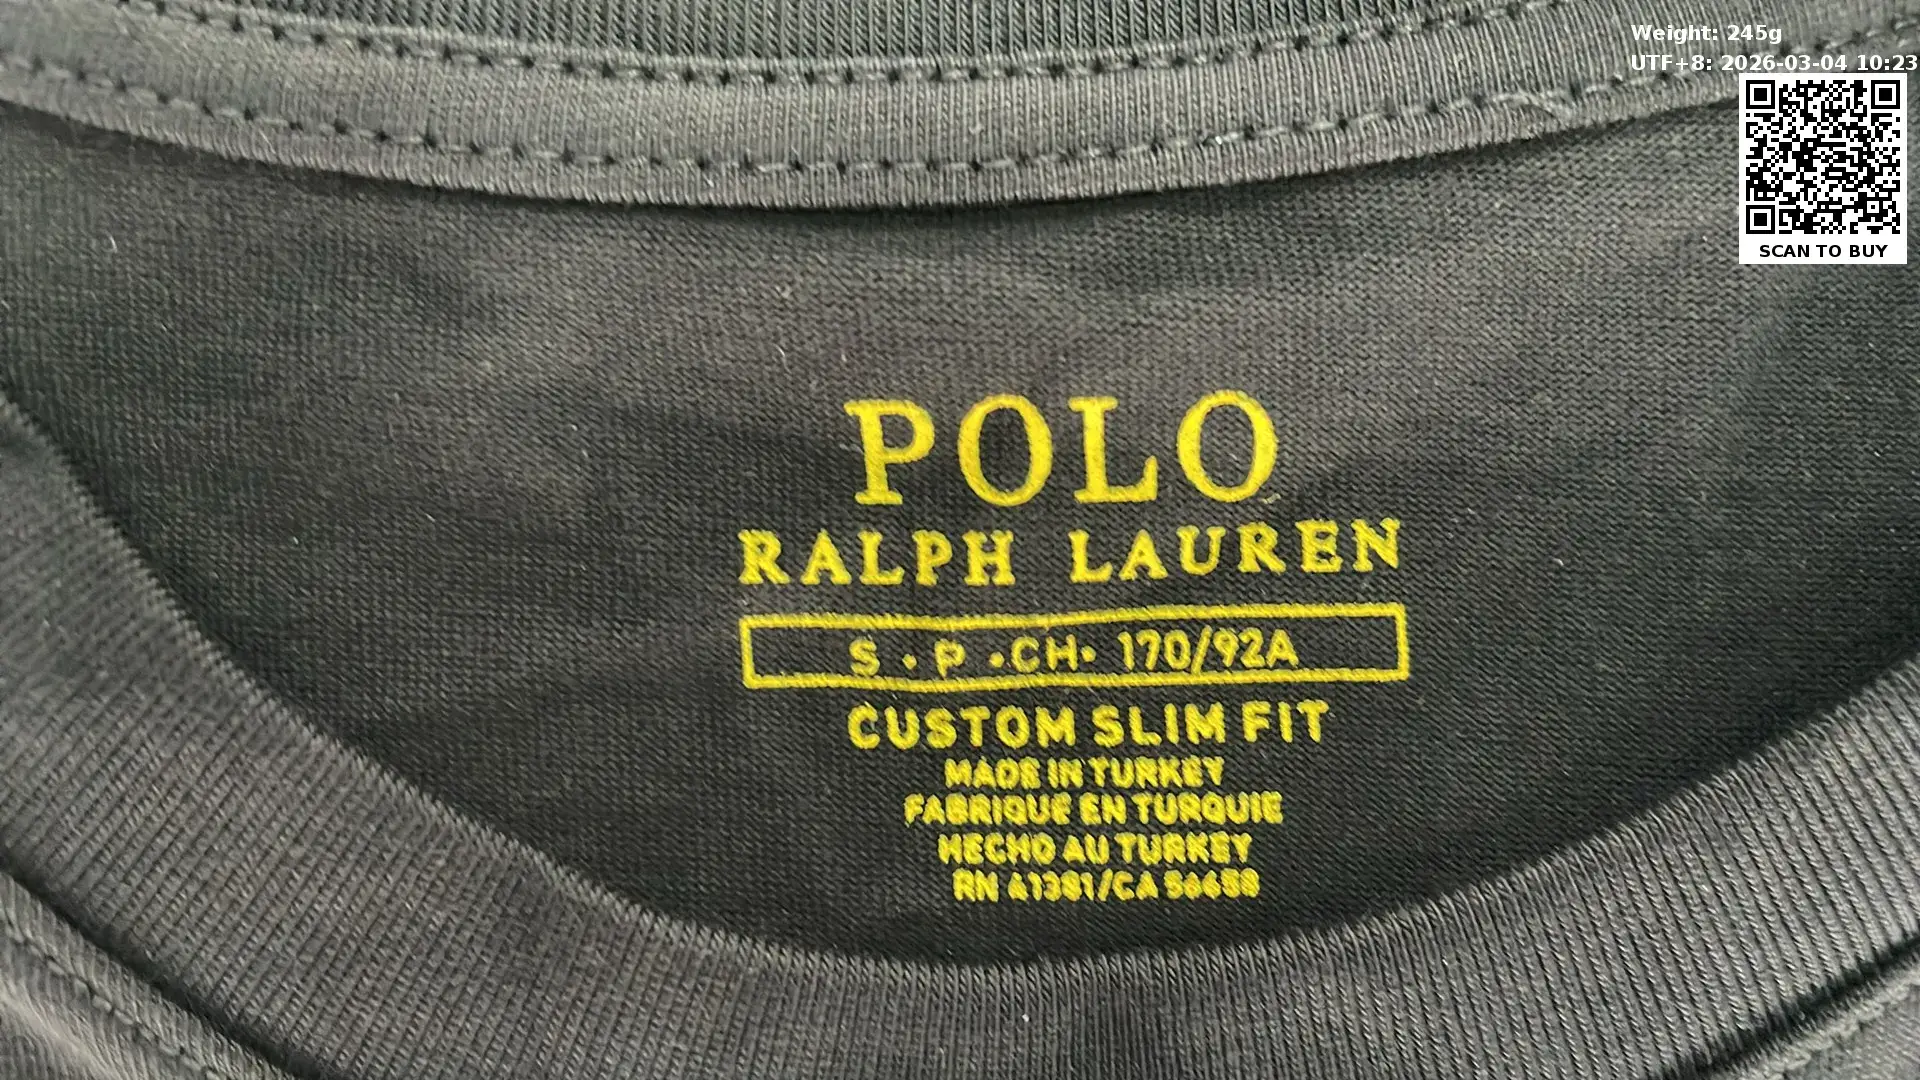 Weight: 245g
UTF+8: 2026-03-04 10:23
SCAN TO BUY
POLO
RALPH LAUREN
S • P • CH • 170/92A
CUSTOM SLIM FIT
MADE IN TURKEY
FABRIQUE EN TURQUIE
HECHO AU TURKEY
RN 41381/CA 56658